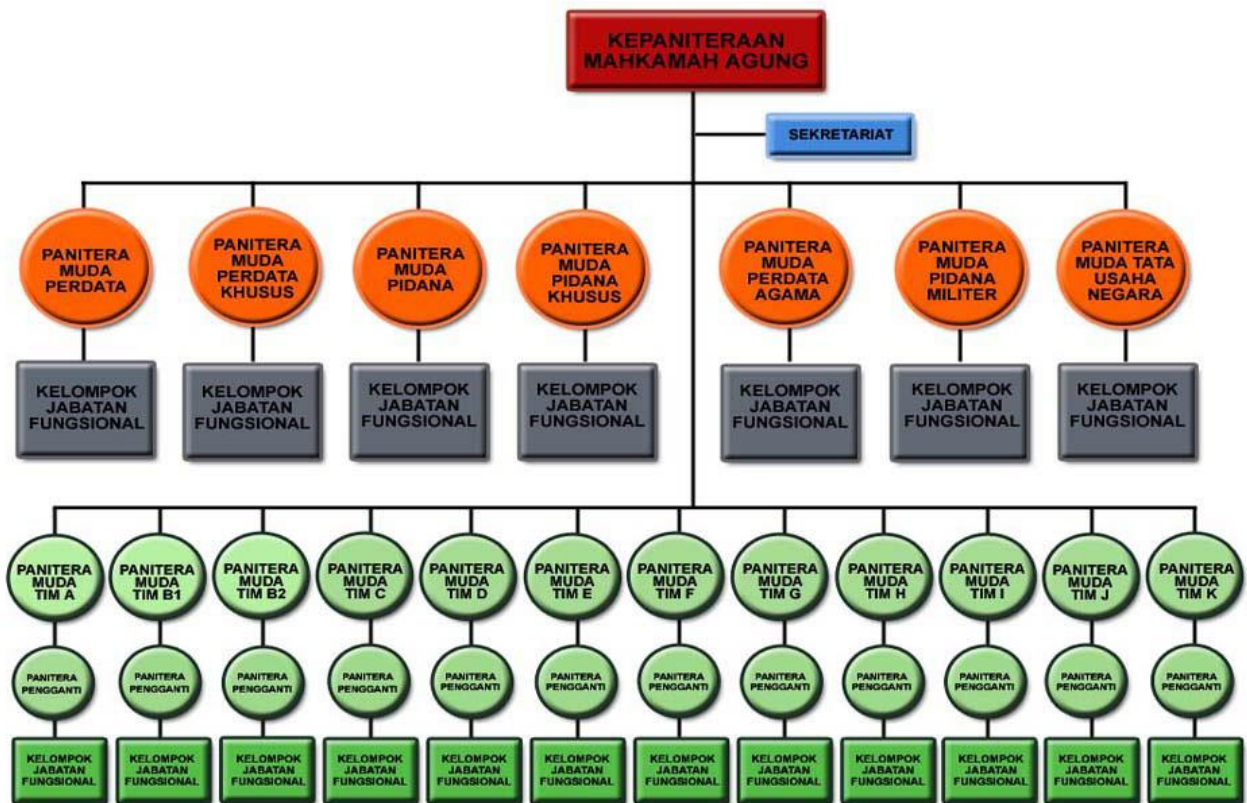 KEPANITERAAN
MAHKAMAH AGUNG
SEKRETARIAT
PANITERA
MUDA
PERDATA
PANITERA
MUDA
PERDATA
KHUSUS
PANITERA
MUDA
PIDANA
PANITERA
MUDA
PIDANA
KHUSUS
PANITERA
MUDA
PERDATA
AGAMA
PANITERA
MUDA
PIDANA
MILITER
PANITERA
MUDA TATA
USAHA
NEGARA
KELOMPOK
JABATAN
FUNGSIONAL
KELOMPOK
JABATAN
FUNGSIONAL
KELOMPOK
JABATAN
FUNGSIONAL
KELOMPOK
JABATAN
FUNGSIONAL
KELOMPOK
JABATAN
FUNGSIONAL
KELOMPOK
JABATAN
FUNGSIONAL
KELOMPOK
JABATAN
FUNGSIONAL
PANITERA
MUDA
TIM A
PANITERA
MUDA
TIM B1
PANITERA
MUDA
TIM B2
PANITERA
MUDA
TIM C
PANITERA
MUDA
TIM D
PANITERA
MUDA
TIM E
PANITERA
MUDA
TIM F
PANITERA
MUDA
TIM G
PANITERA
MUDA
TIM H
PANITERA
MUDA
TIM I
PANITERA
MUDA
TIM J
PANITERA
MUDA
TIM K
PANITERA
PENGGANTI
PANITERA
PENGGANTI
PANITERA
PENGGANTI
PANITERA
PENGGANTI
PANITERA
PENGGANTI
PANITERA
PENGGANTI
PANITERA
PENGGANTI
PANITERA
PENGGANTI
PANITERA
PENGGANTI
PANITERA
PENGGANTI
PANITERA
PENGGANTI
PANITERA
PENGGANTI
KELOMPOK
JABATAN
FUNGSIONAL
KELOMPOK
JABATAN
FUNGSIONAL
KELOMPOK
JABATAN
FUNGSIONAL
KELOMPOK
JABATAN
FUNGSIONAL
KELOMPOK
JABATAN
FUNGSIONAL
KELOMPOK
JABATAN
FUNGSIONAL
KELOMPOK
JABATAN
FUNGSIONAL
KELOMPOK
JABATAN
FUNGSIONAL
KELOMPOK
JABATAN
FUNGSIONAL
KELOMPOK
JABATAN
FUNGSIONAL
KELOMPOK
JABATAN
FUNGSIONAL
KELOMPOK
JABATAN
FUNGSIONAL